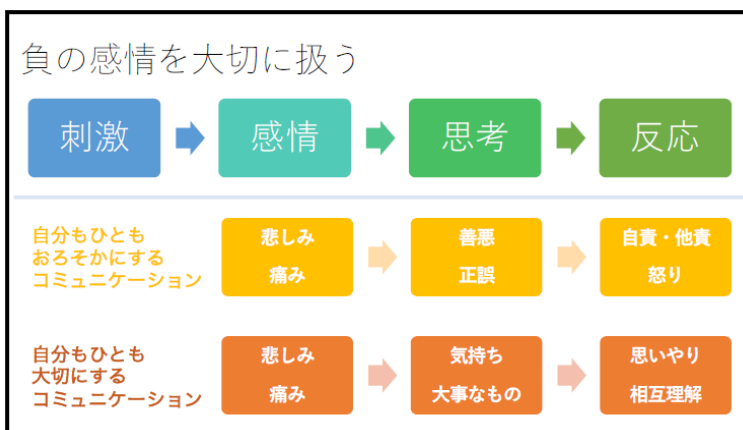 負の感情を大切に扱う
刺激
感情
思考
反応
自分もひとも
おろそかにする
コミュニケーション
悲しみ
痛み
善悪
正誤
自責・他責
怒り
自分もひとも
大切にする
コミュニケーション
悲しみ
痛み
気持ち
大事なもの
思いやり
相互理解